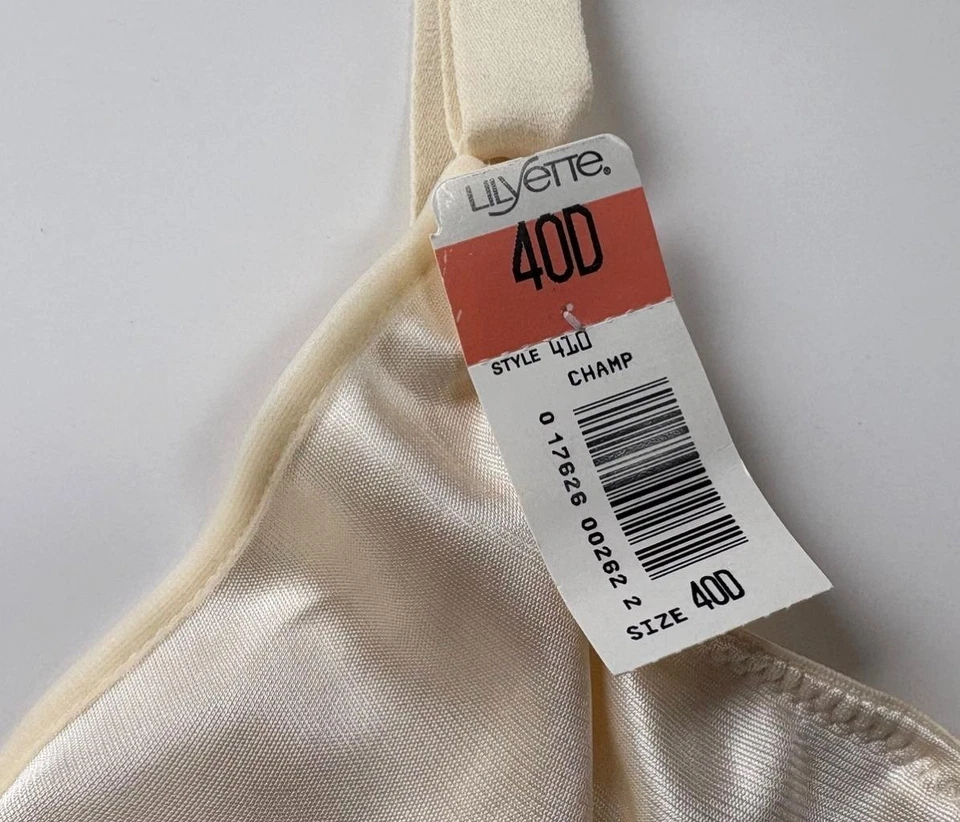 LILYETTE®
40D
STYLE 410
CHAMP
0 17626 00262 2
SIZE 40D